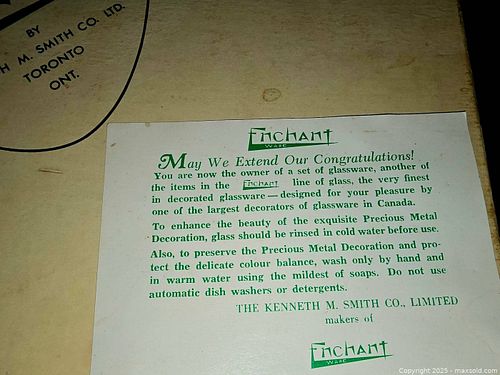 BY
H M. SMITH CO. LTD.
TORONTO
ONT.
Enchant
WARE
May We Extend Our Congratulations!
You are now the owner of a set of glassware, another of
the items in the Enchant line of glass, the very finest
in decorated glassware — designed for your pleasure by
one of the largest decorators of glassware in Canada.
To enhance the beauty of the exquisite Precious Metal
Decoration, glass should be rinsed in cold water before use.
Also, to preserve the Precious Metal Decoration and pro-
tect the delicate colour balance, wash only by hand and
in warm water using the mildest of soaps. Do not use
automatic dish washers or detergents.
THE KENNETH M. SMITH CO., LIMITED
makers of
Enchant
WARE
Copyright 2025 - maxsold.com